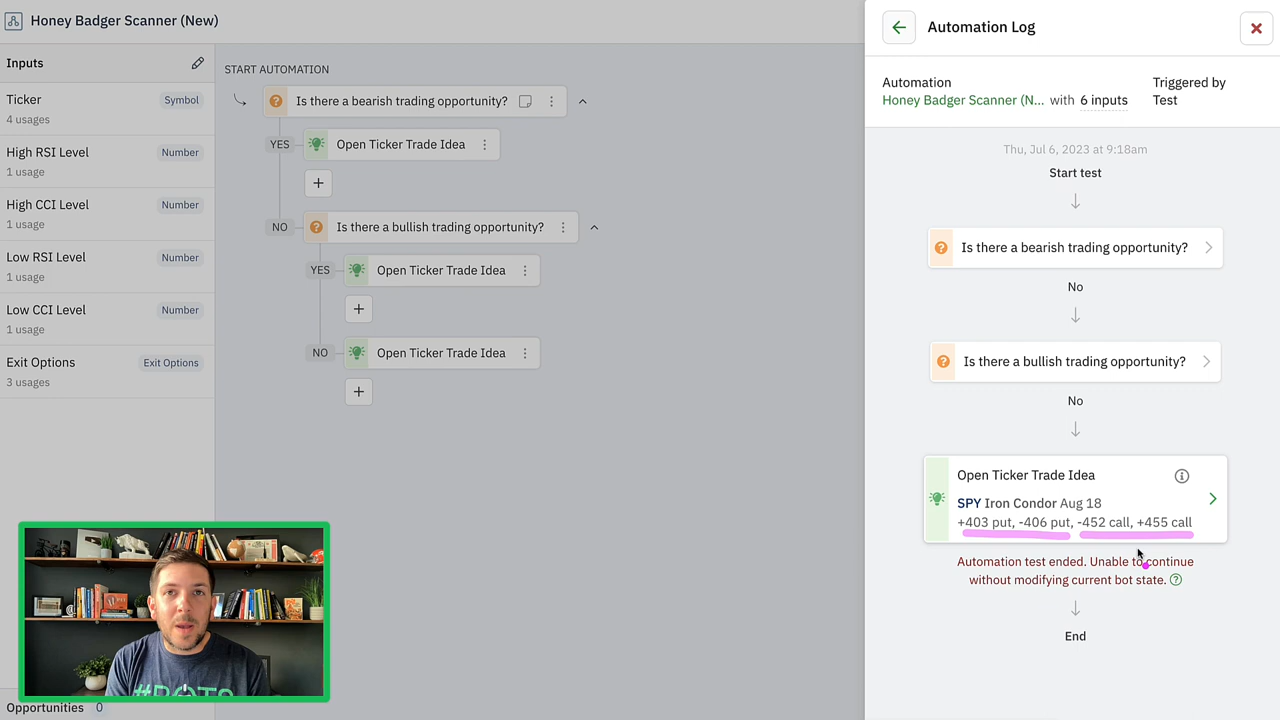 Honey Badger Scanner (New)
Inputs
Ticker
Symbol
4 usages
High RSI Level
Number
1 usage
High CCI Level
Number
1 usage
Low RSI Level
Number
1 usage
Low CCI Level
Number
1 usage
Exit Options
Exit Options
3 usages
Opportunities 0
START AUTOMATION
Is there a bearish trading opportunity?
YES
Open Ticker Trade Idea
NO
Is there a bullish trading opportunity?
YES
Open Ticker Trade Idea
NO
Open Ticker Trade Idea
#BOTS
Automation Log
Automation
Honey Badger Scanner (N... with 6 inputs
Triggered by
Test
Thu, Jul 6, 2023 at 9:18am
Start test
Is there a bearish trading opportunity?
No
Is there a bullish trading opportunity?
No
Open Ticker Trade Idea
SPY Iron Condor Aug 18
+403 put, -406 put, -452 call, +455 call
Automation test ended. Unable to continue
without modifying current bot state.
End